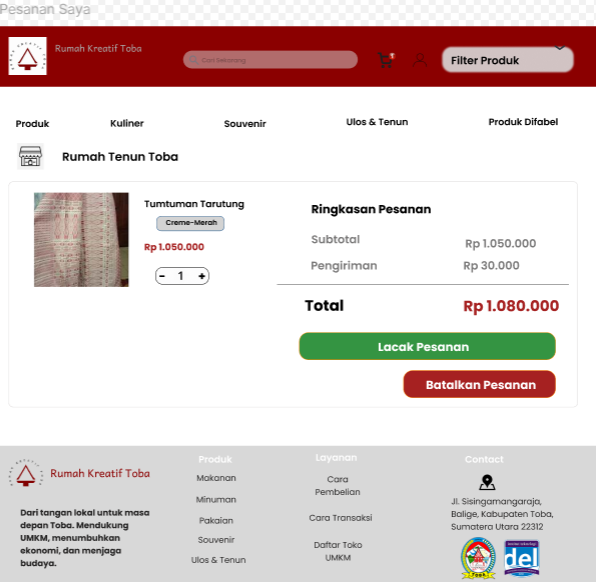 Pesanan Saya
Rumah Kreatif Toba
Cari Sekarang
Filter Produk
Produk
Kuliner
Souvenir
Ulos & Tenun
Produk Difabel
Rumah Tenun Toba
Tumtuman Tarutung
Creme-Merah
Rp 1.050.000
- 1 +
Ringkasan Pesanan
Subtotal
Rp 1.050.000
Pengiriman
Rp 30.000
Total
Rp 1.080.000
Lacak Pesanan
Batalkan Pesanan
Rumah Kreatif Toba
Dari tangan lokal untuk masa
depan Toba. Mendukung
UMKM, menumbuhkan
ekonomi, dan menjaga
budaya.
Produk
Makanan
Minuman
Pakaian
Souvenir
Ulos & Tenun
Layanan
Cara
Pembelian
Cara Transaksi
Daftar Toko
UMKM
Contact
Jl. Sisingamangaraja,
Balige, Kabupaten Toba,
Sumatera Utara 22312
TOBA
del